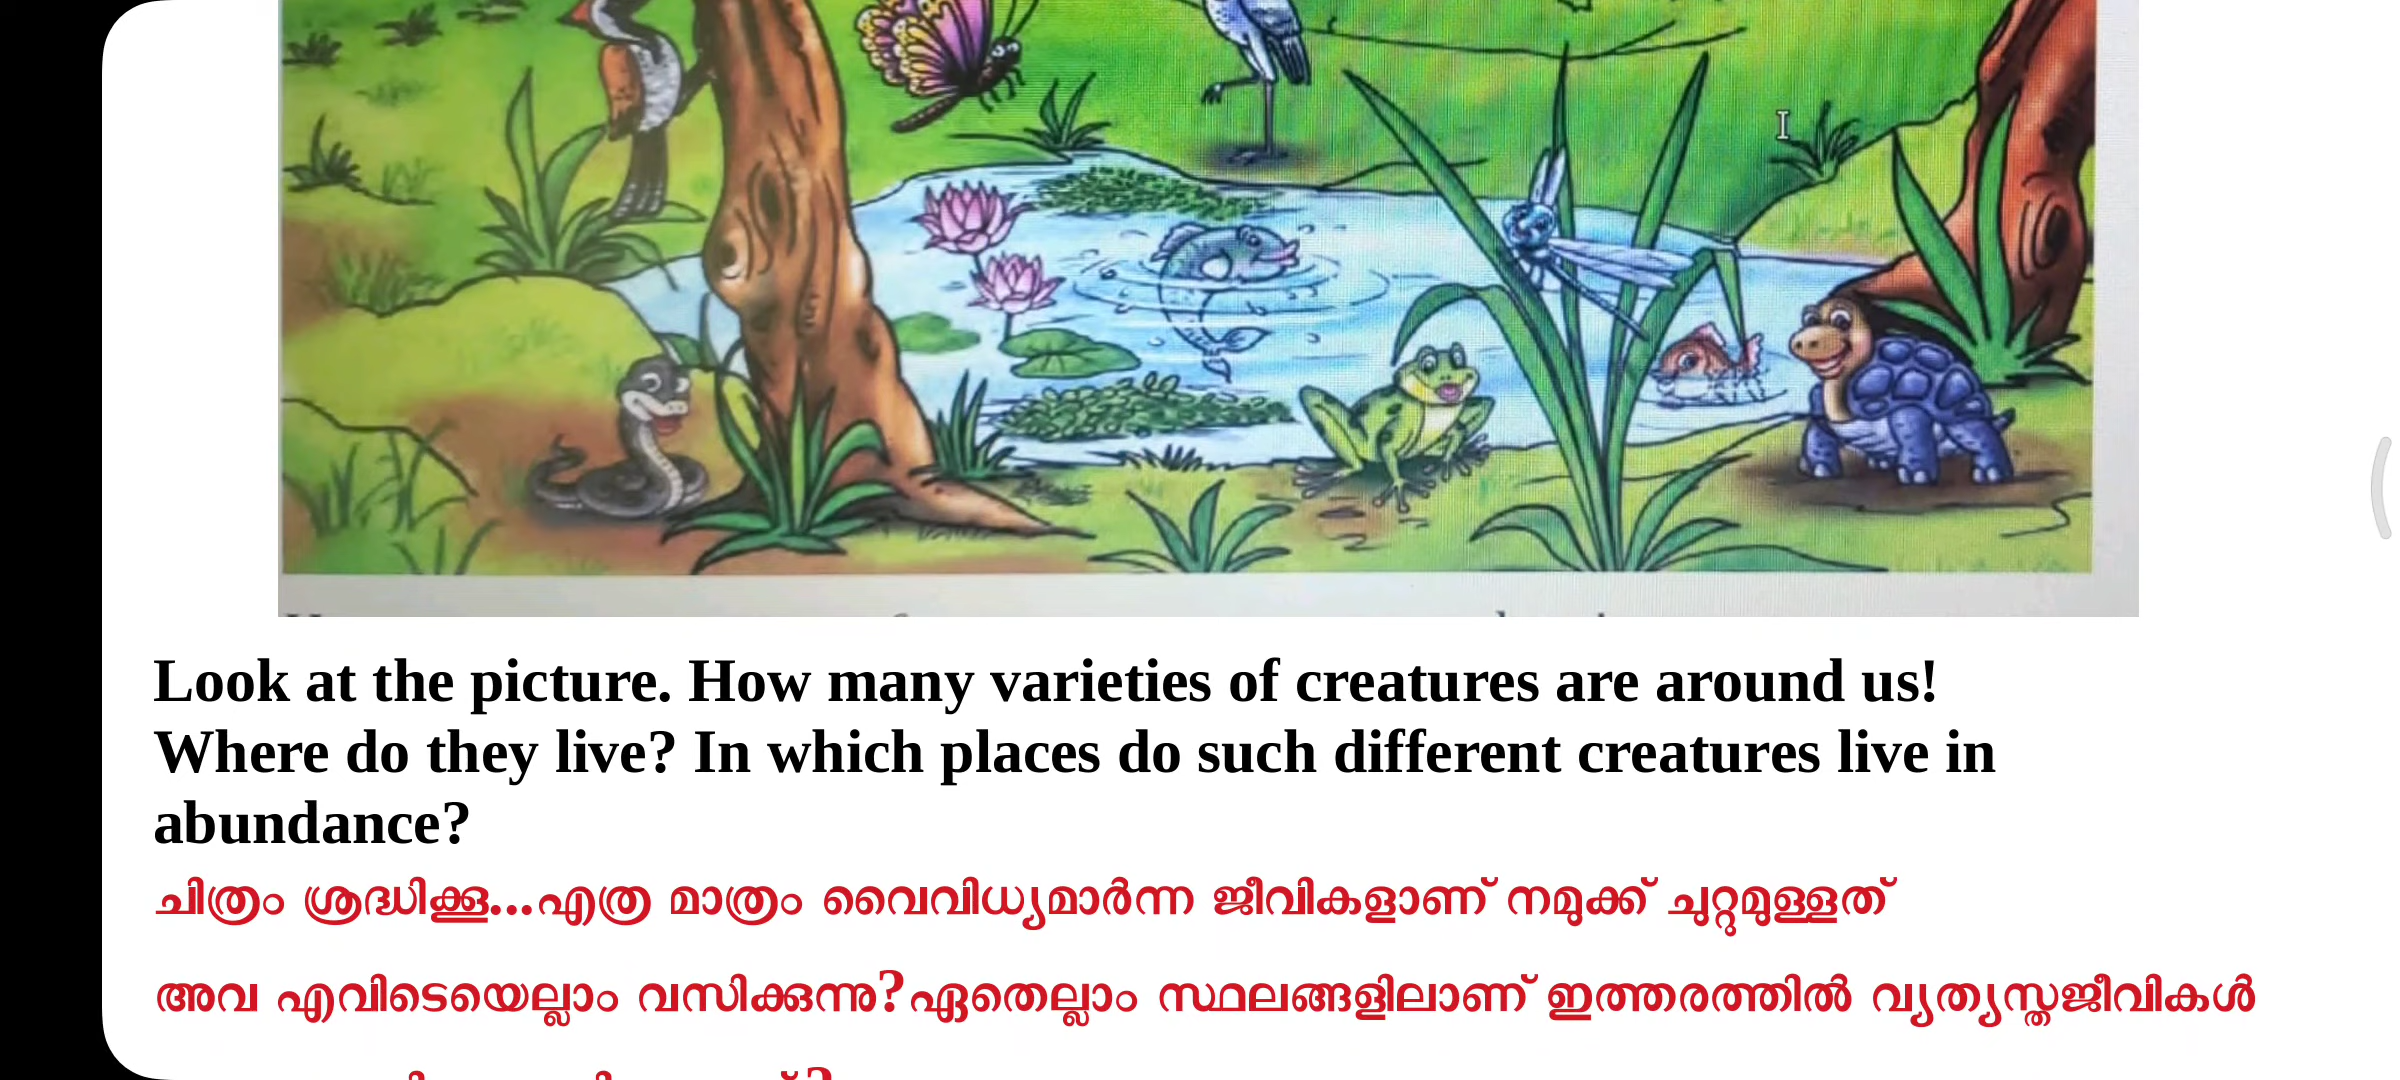 Look at the picture. How many varieties of creatures are around us!
Where do they live? In which places do such different creatures live in
abundance?
ചിത്രം ശ്രദ്ധിക്കൂ...എത്ര മാത്രം വൈവിധ്യമാർന്ന ജീവികളാണ് നമുക്ക് ചുറ്റുമുള്ളത്
അവ എവിടെയെല്ലാം വസിക്കുന്നു?ഏതെല്ലാം സ്ഥലങ്ങളിലാണ് ഇത്തരത്തിൽ വ്യത്യസ്തജീവികൾ